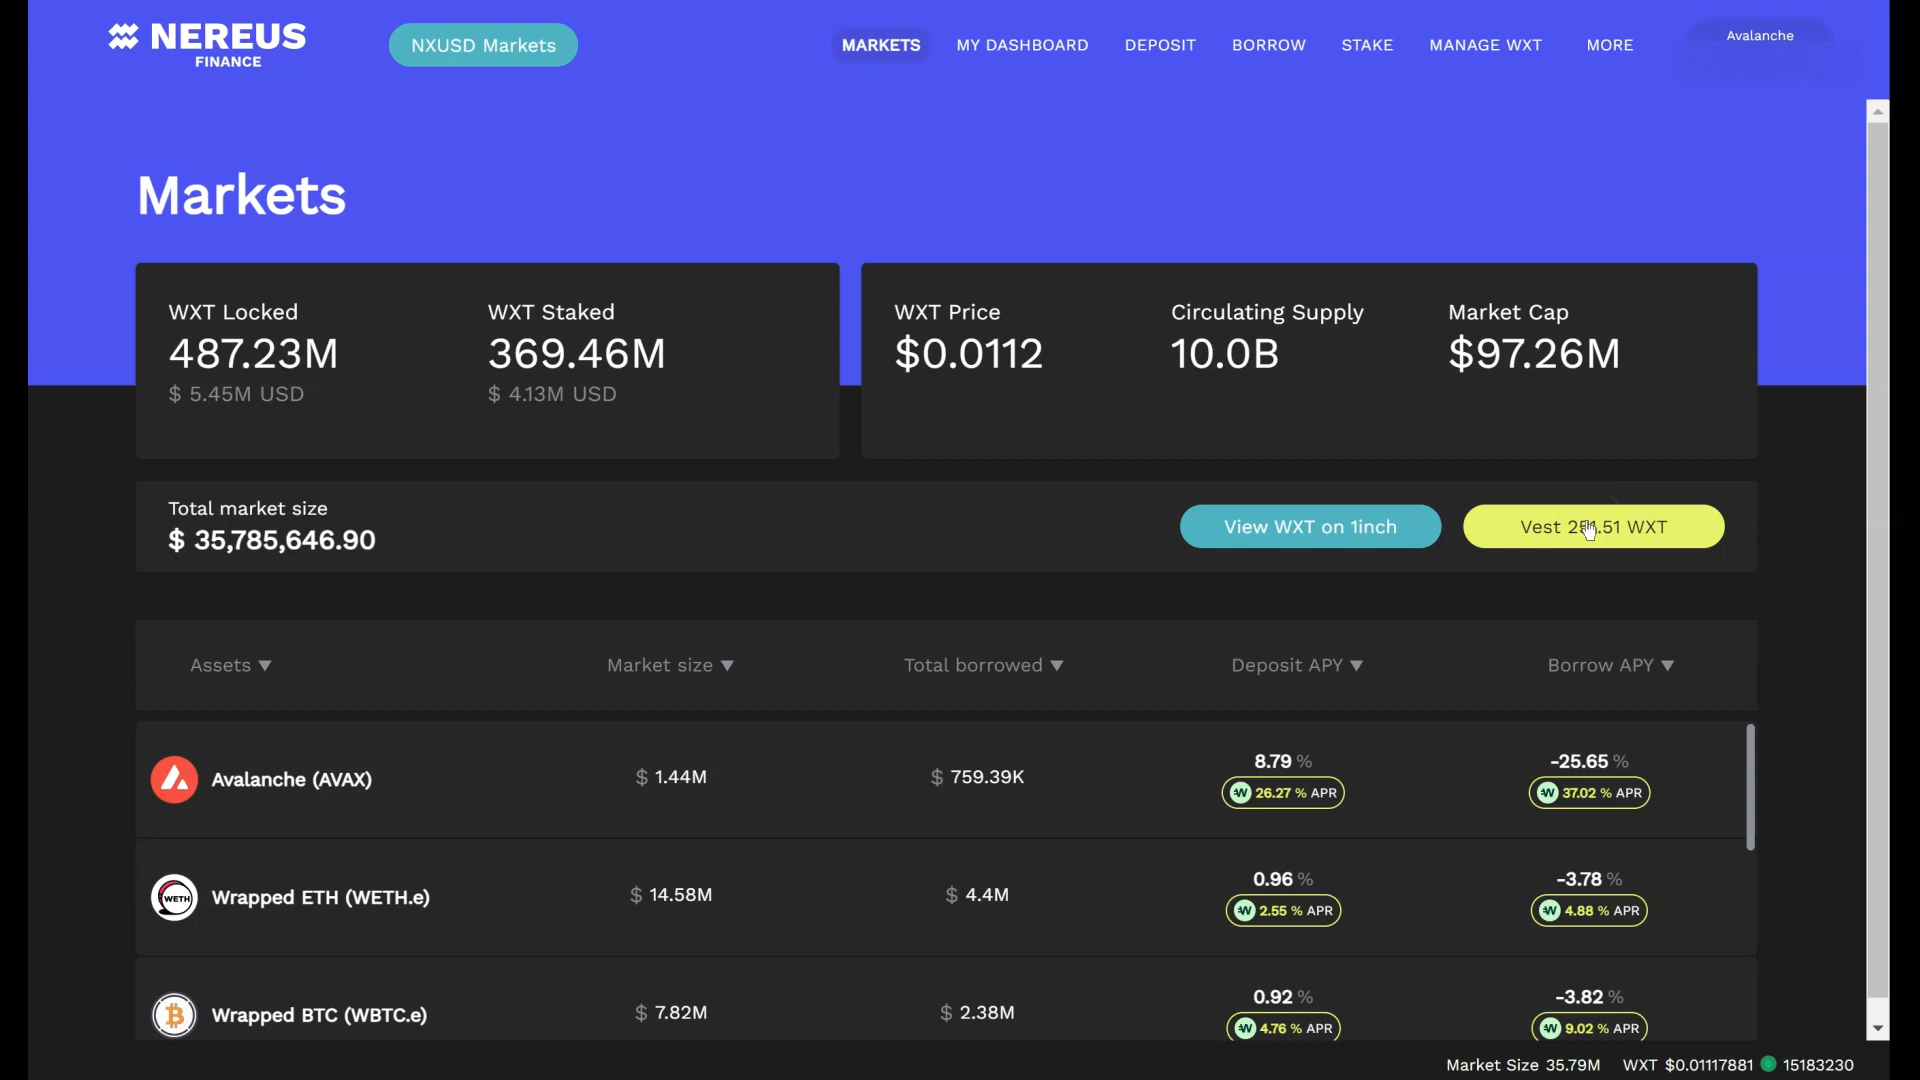 NEREUS
FINANCE
NXUSD Markets
MARKETS
MY DASHBOARD
DEPOSIT
BORROW
STAKE
MANAGE WXT
MORE
Avalanche
Markets
WXT Locked
487.23M
$ 5.45M USD
WXT Staked
369.46M
$ 4.13M USD
WXT Price
$0.0112
Circulating Supply
10.0B
Market Cap
$97.26M
Total market size
$ 35,785,646.90
View WXT on 1inch
Vest WXT
Assets ▼
Market size ▼
Total borrowed ▼
Deposit APY ▼
Borrow APY ▼
Avalanche (AVAX)
$ 1.44M
$ 759.39K
8.79 %
26.27 % APR
-25.65 %
37.02 % APR
WETH
Wrapped ETH (WETH.e)
$ 14.58M
$ 4.4M
0.96 %
2.55 % APR
-3.78 %
4.88 % APR
Wrapped BTC (WBTC.e)
$ 7.82M
$ 2.38M
0.92 %
4.76 % APR
-3.82 %
9.02 % APR
Market Size 35.79M
WXT $0.01117881
15183230